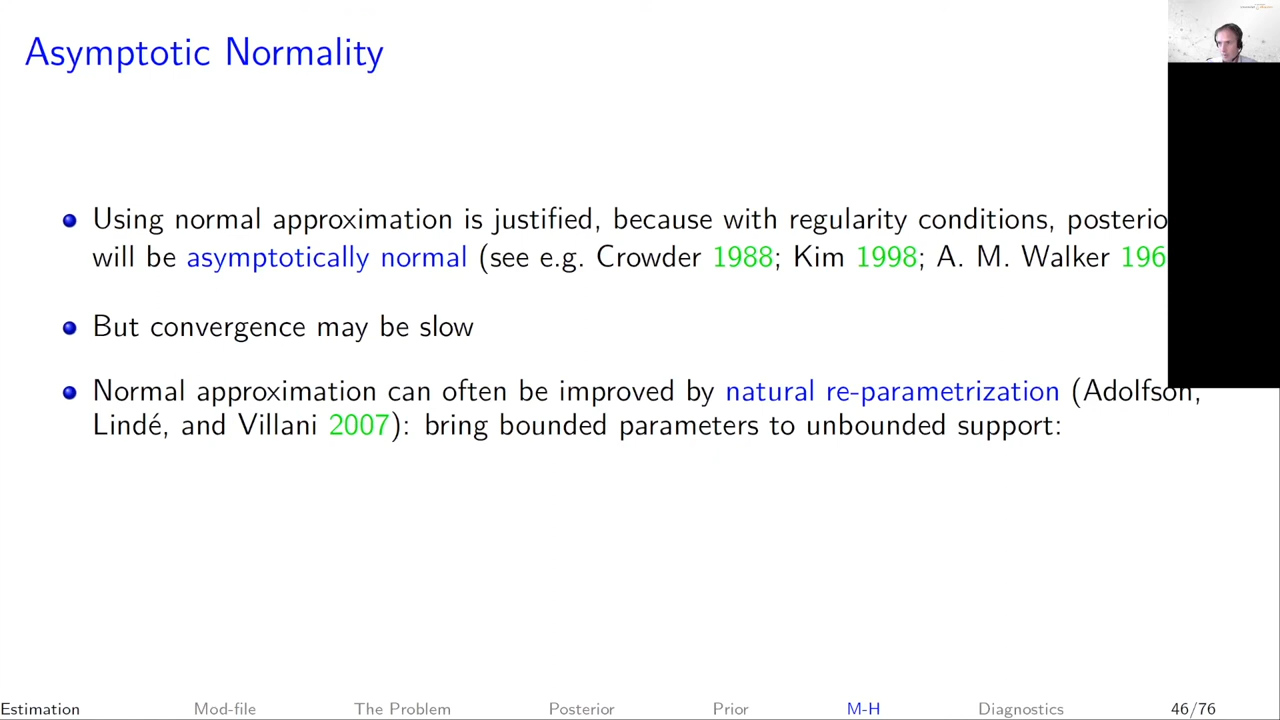 Asymptotic Normality
Using normal approximation is justified, because with regularity conditions,
will be asymptotically normal (see e.g. Crowder 1988; Kim 1998; A. M. Walker
But convergence may be slow
Normal approximation can often be improved by natural re-parametrization (Adolfson,
Lindé, and Villani 2007): bring bounded parameters to unbounded support:
Estimation Mod-file The Problem Posterior Prior M-H Diagnostics 46/76